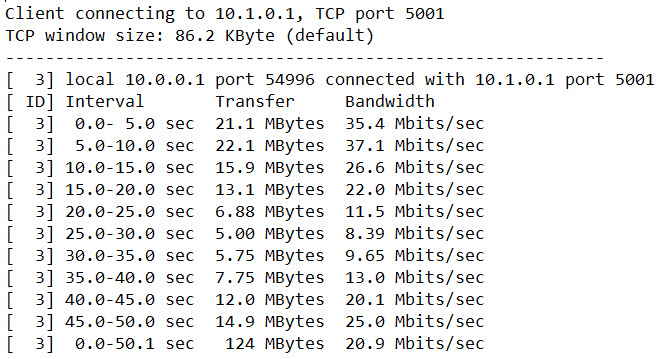 Client connecting to 10.1.0.1, TCP port 5001
TCP window size: 86.2 KByte (default)
------------------------------------------------------------
[  3] local 10.0.0.1 port 54996 connected with 10.1.0.1 port 5001
[ ID] Interval       Transfer     Bandwidth
[  3]  0.0- 5.0 sec  21.1 MBytes  35.4 Mbits/sec
[  3]  5.0-10.0 sec  22.1 MBytes  37.1 Mbits/sec
[  3] 10.0-15.0 sec  15.9 MBytes  26.6 Mbits/sec
[  3] 15.0-20.0 sec  13.1 MBytes  22.0 Mbits/sec
[  3] 20.0-25.0 sec  6.88 MBytes  11.5 Mbits/sec
[  3] 25.0-30.0 sec  5.00 MBytes  8.39 Mbits/sec
[  3] 30.0-35.0 sec  5.75 MBytes  9.65 Mbits/sec
[  3] 35.0-40.0 sec  7.75 MBytes  13.0 Mbits/sec
[  3] 40.0-45.0 sec  12.0 MBytes  20.1 Mbits/sec
[  3] 45.0-50.0 sec  14.9 MBytes  25.0 Mbits/sec
[  3]  0.0-50.1 sec   124 MBytes  20.9 Mbits/sec